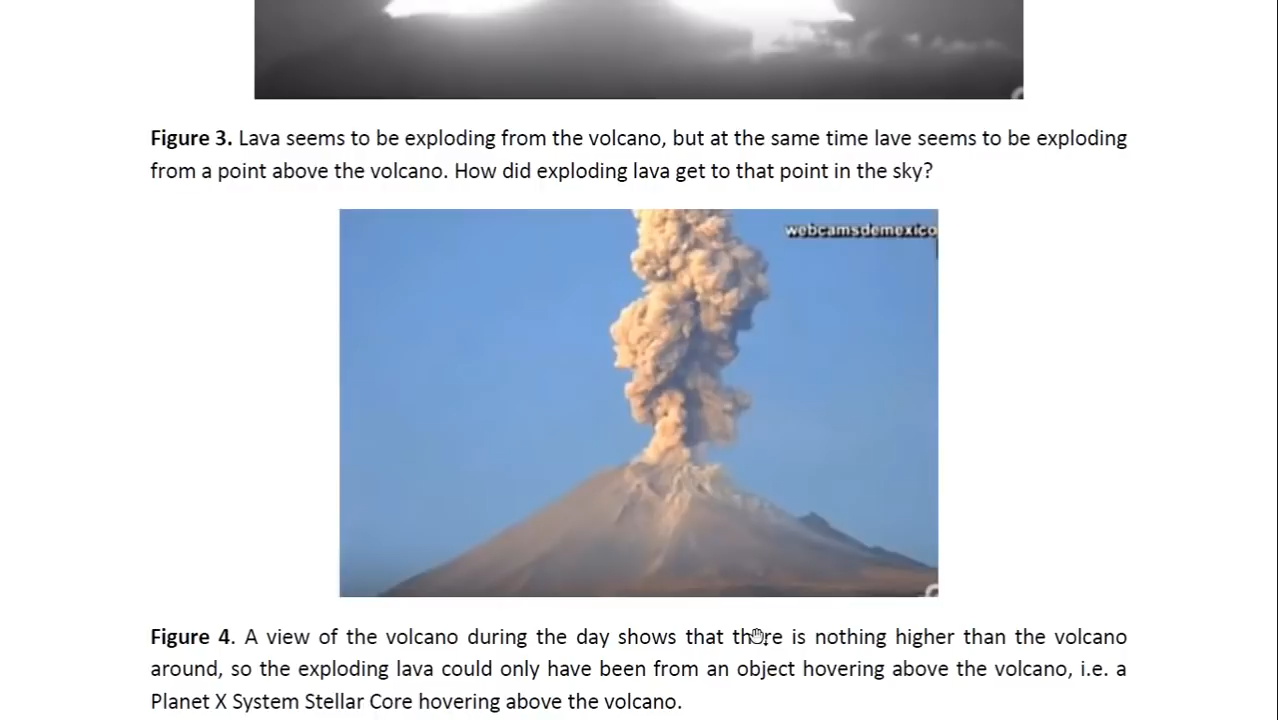 Figure 3. Lava seems to be exploding from the volcano, but at the same time lave seems to be exploding
from a point above the volcano. How did exploding lava get to that point in the sky?
webcamsdemexico
Figure 4. A view of the volcano during the day shows that there is nothing higher than the volcano
around, so the exploding lava could only have been from an object hovering above the volcano, i.e. a
Planet X System Stellar Core hovering above the volcano.